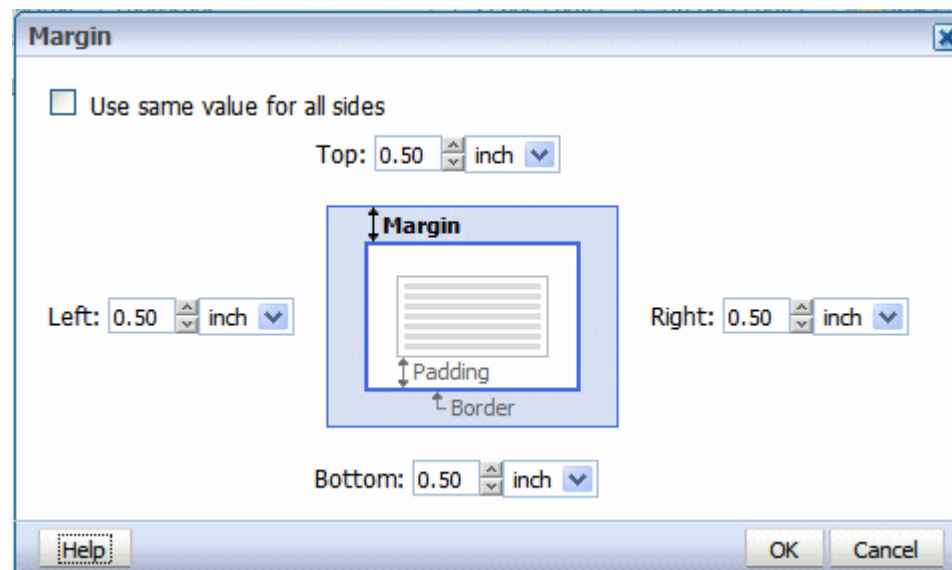 Margin
Use same value for all sides
Top: 0.50 inch
Margin
Left: 0.50 inch
Right: 0.50 inch
Padding
Border
Bottom: 0.50 inch
Help
OK
Cancel